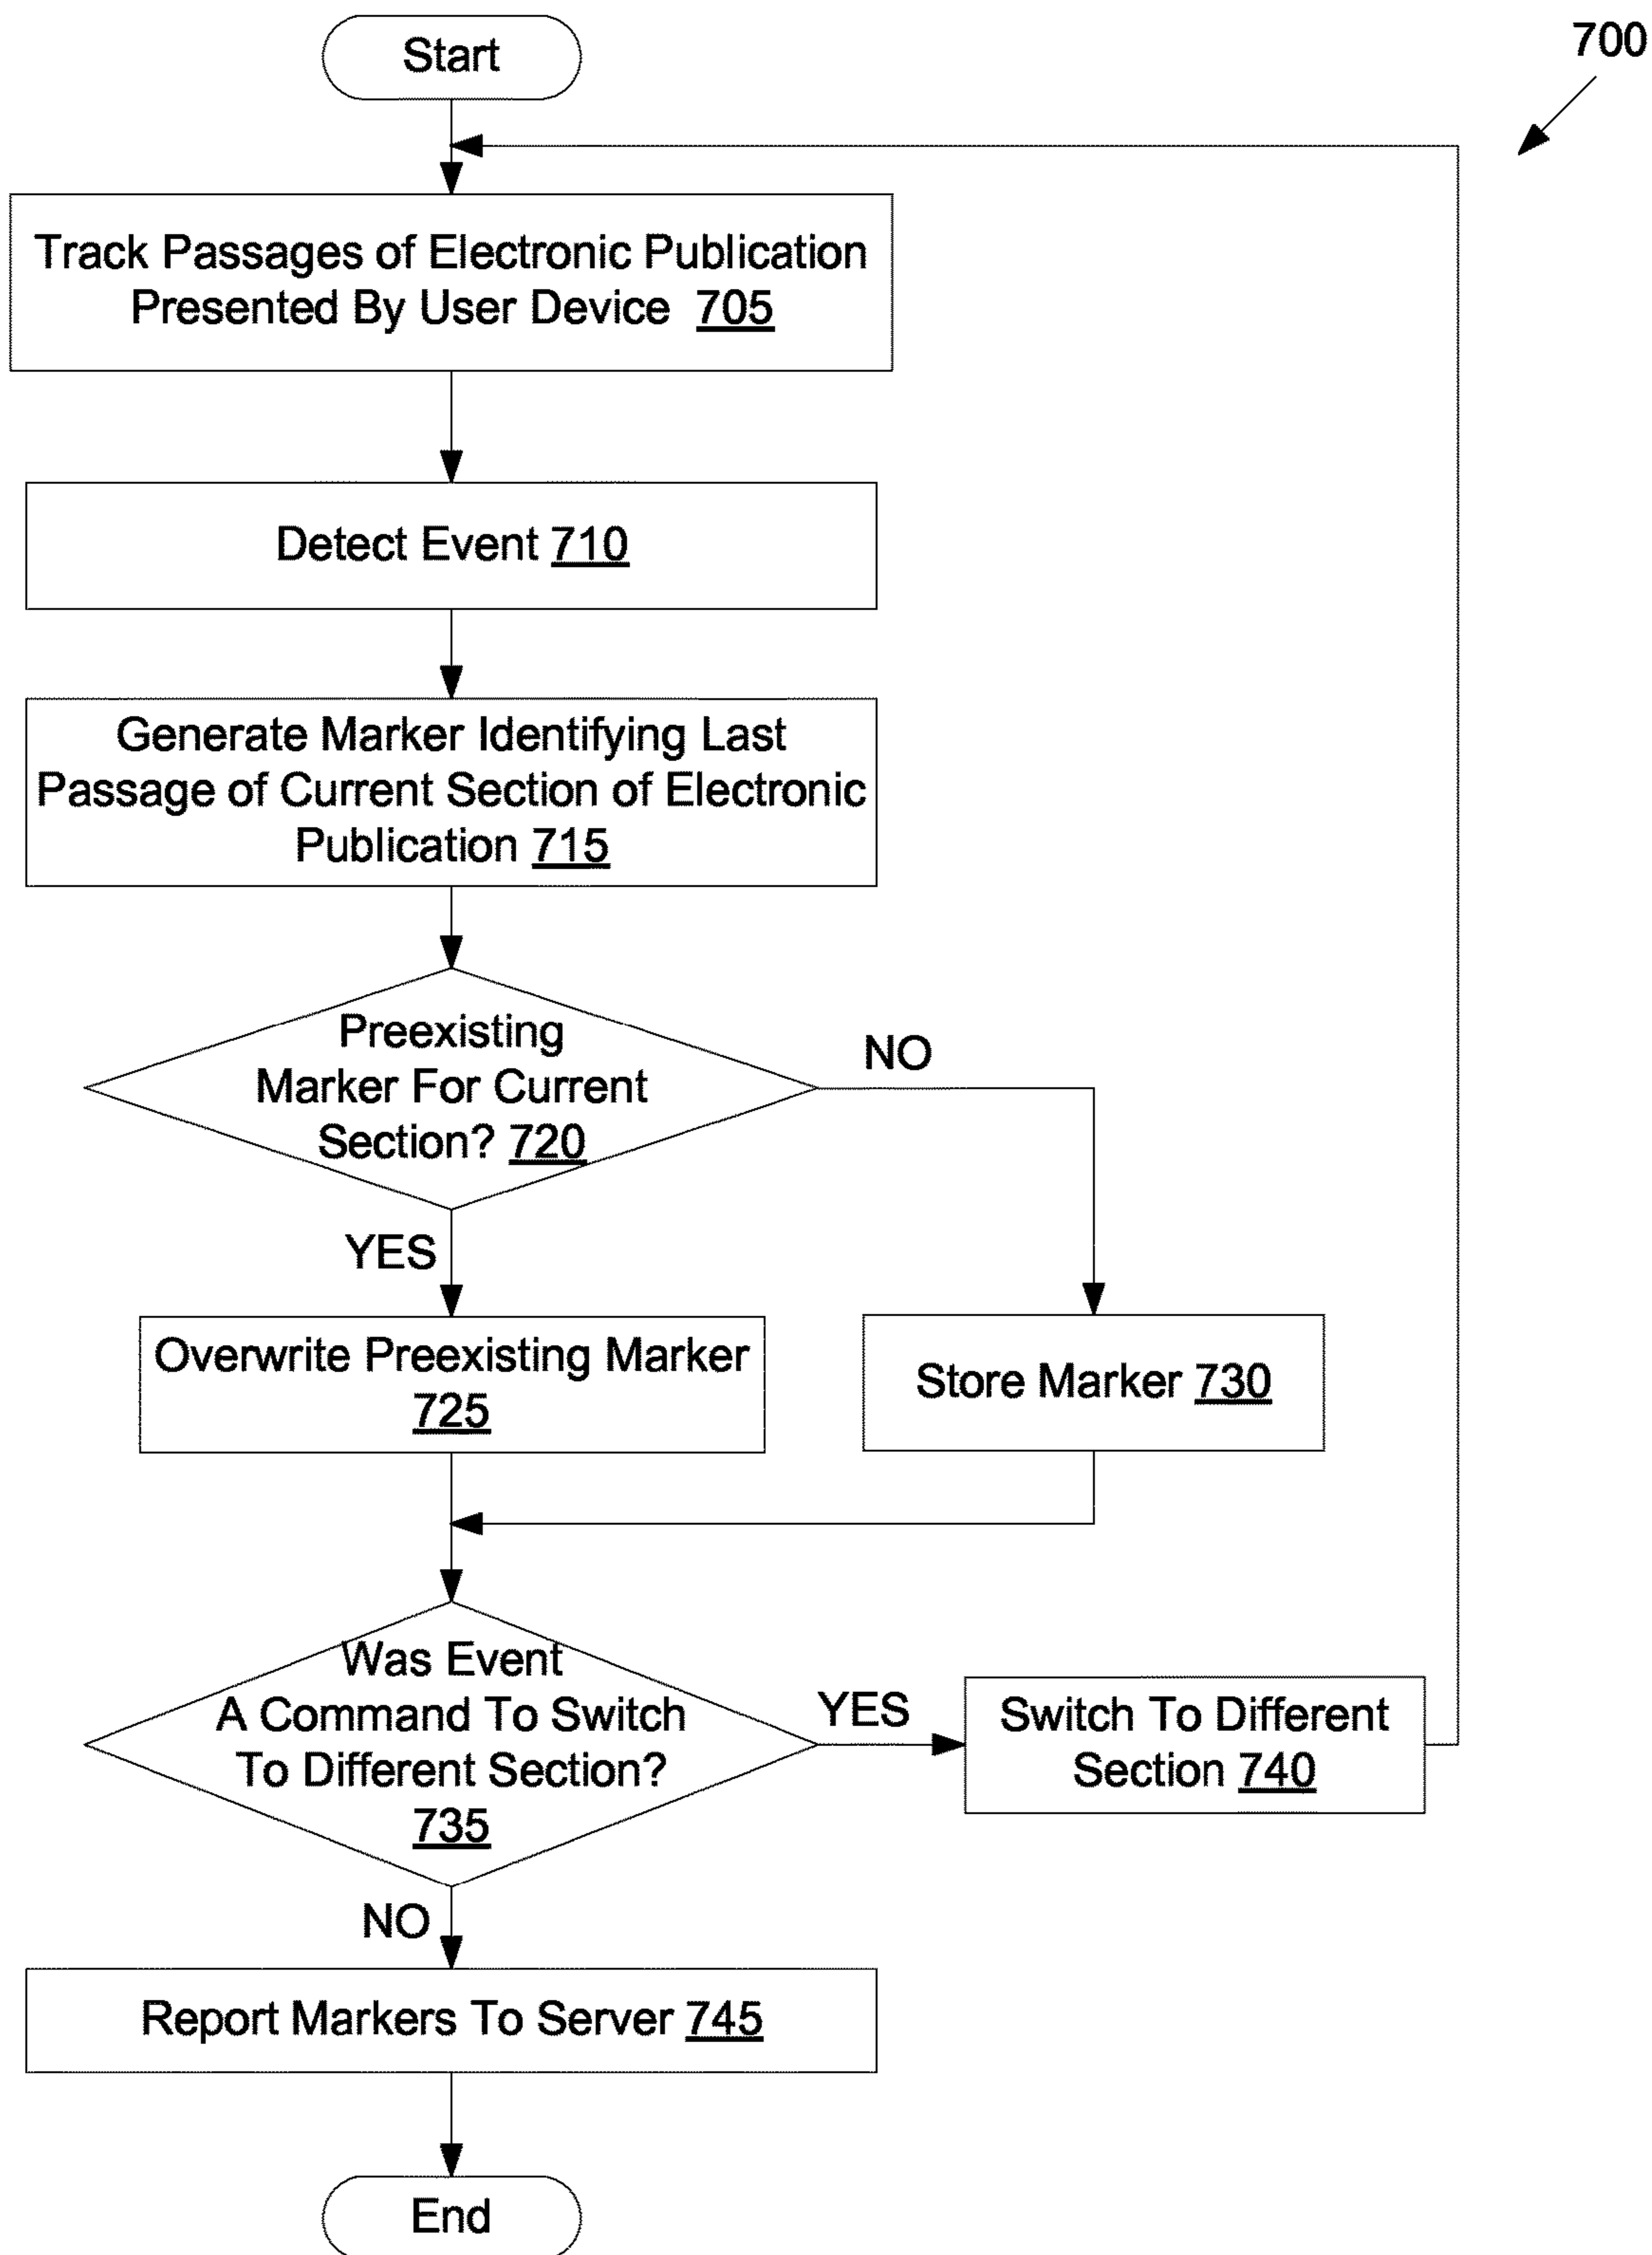 Start
700
Track Passages of Electronic Publication
Presented By User Device 705
Detect Event 710
Generate Marker Identifying Last
Passage of Current Section of Electronic
Publication 715
Preexisting
Marker For Current
Section? 720
NO
YES
Overwrite Preexisting Marker
725
Store Marker 730
Was Event
A Command To Switch
To Different Section?
735
YES
Switch To Different
Section 740
NO
Report Markers To Server 745
End